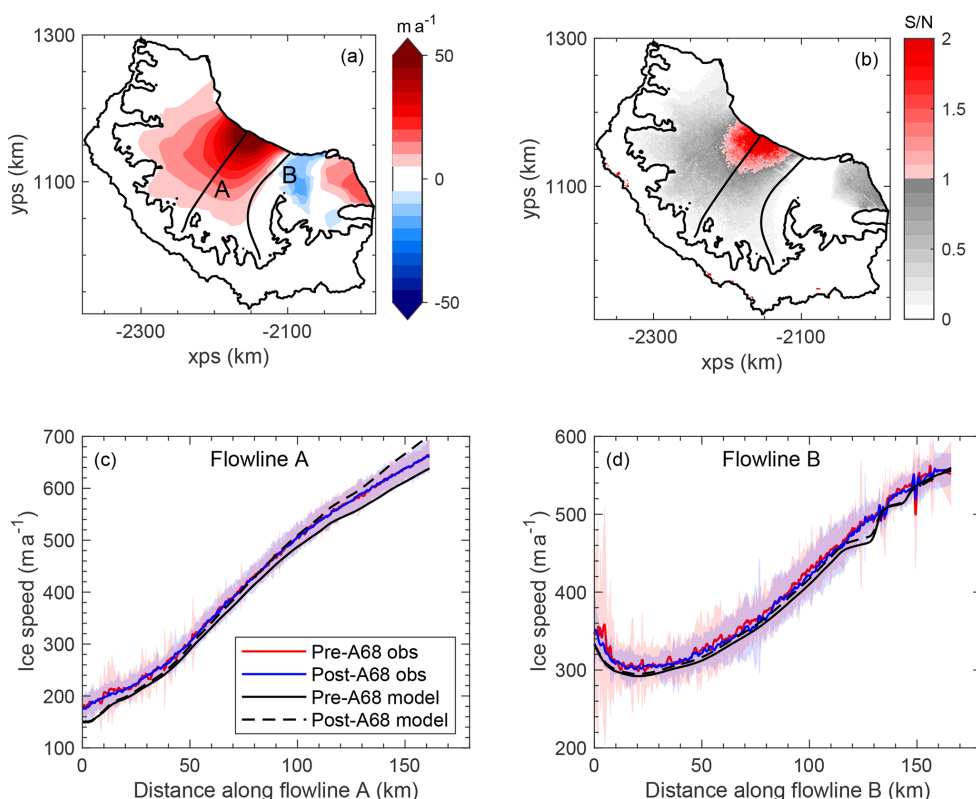 m a⁻¹
S/N
1300
(a)
50
1300
(b)
2
yps (km)
1.5
1100
A
B
0
yps (km)
1100
1
0.5
-50
0
-2300
-2100
-2300
-2100
xps (km)
xps (km)
700
(c)
Flowline A
600
(d)
Flowline B
600
Ice speed (m a⁻¹)
500
500
Ice speed (m a⁻¹)
400
400
300
Pre-A68 obs
Post-A68 obs
Pre-A68 model
Post-A68 model
300
200
100
200
0
50
100
150
0
50
100
150
Distance along flowline A (km)
Distance along flowline B (km)